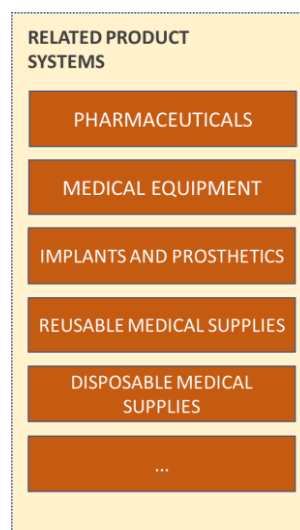 RELATED PRODUCT
SYSTEMS
PHARMACEUTICALS
MEDICAL EQUIPMENT
IMPLANTS AND PROSTHETICS
REUSABLE MEDICAL SUPPLIES
DISPOSABLE MEDICAL
SUPPLIES
...